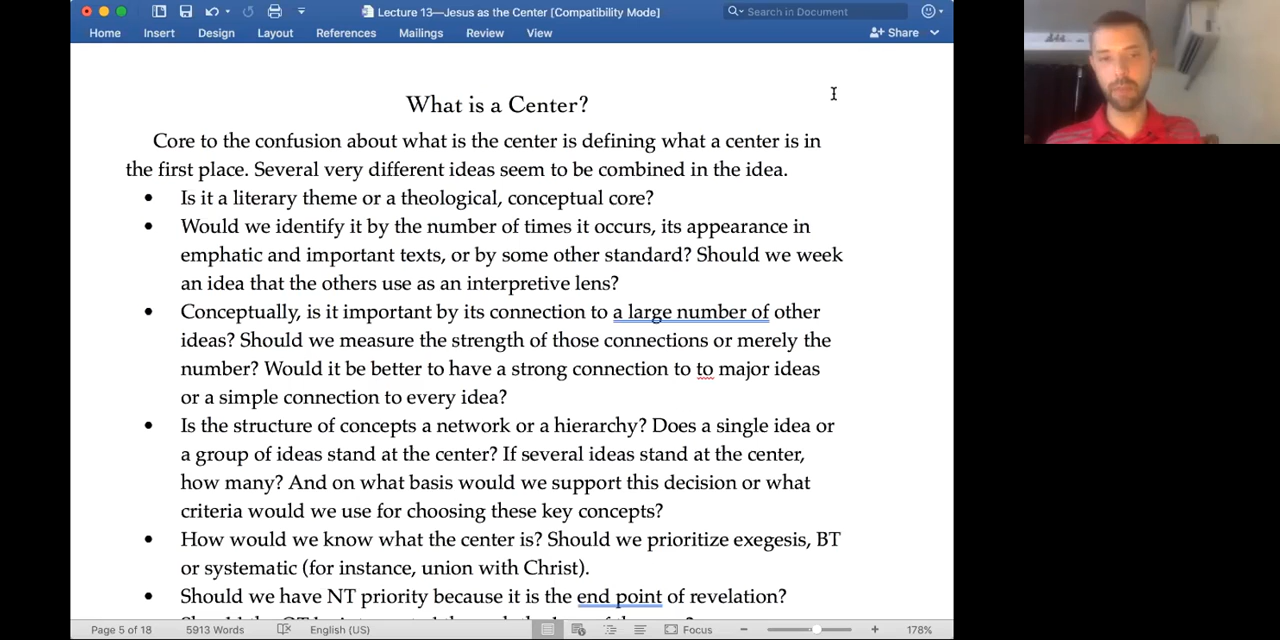 Lecture 13—Jesus as the Center [Compatibility Mode]
Search in Document
Home Insert Design Layout References Mailings Review View Share
What is a Center?
Core to the confusion about what is the center is defining what a center is in
the first place. Several very different ideas seem to be combined in the idea.
• Is it a literary theme or a theological, conceptual core?
• Would we identify it by the number of times it occurs, its appearance in
emphatic and important texts, or by some other standard? Should we week
an idea that the others use as an interpretive lens?
• Conceptually, is it important by its connection to a large number of other
ideas? Should we measure the strength of those connections or merely the
number? Would it be better to have a strong connection to to major ideas
or a simple connection to every idea?
• Is the structure of concepts a network or a hierarchy? Does a single idea or
a group of ideas stand at the center? If several ideas stand at the center,
how many? And on what basis would we support this decision or what
criteria would we use for choosing these key concepts?
• How would we know what the center is? Should we prioritize exegesis, BT
or systematic (for instance, union with Christ).
• Should we have NT priority because it is the end point of revelation?
Page 5 of 18 5913 Words English (US) Focus 178%